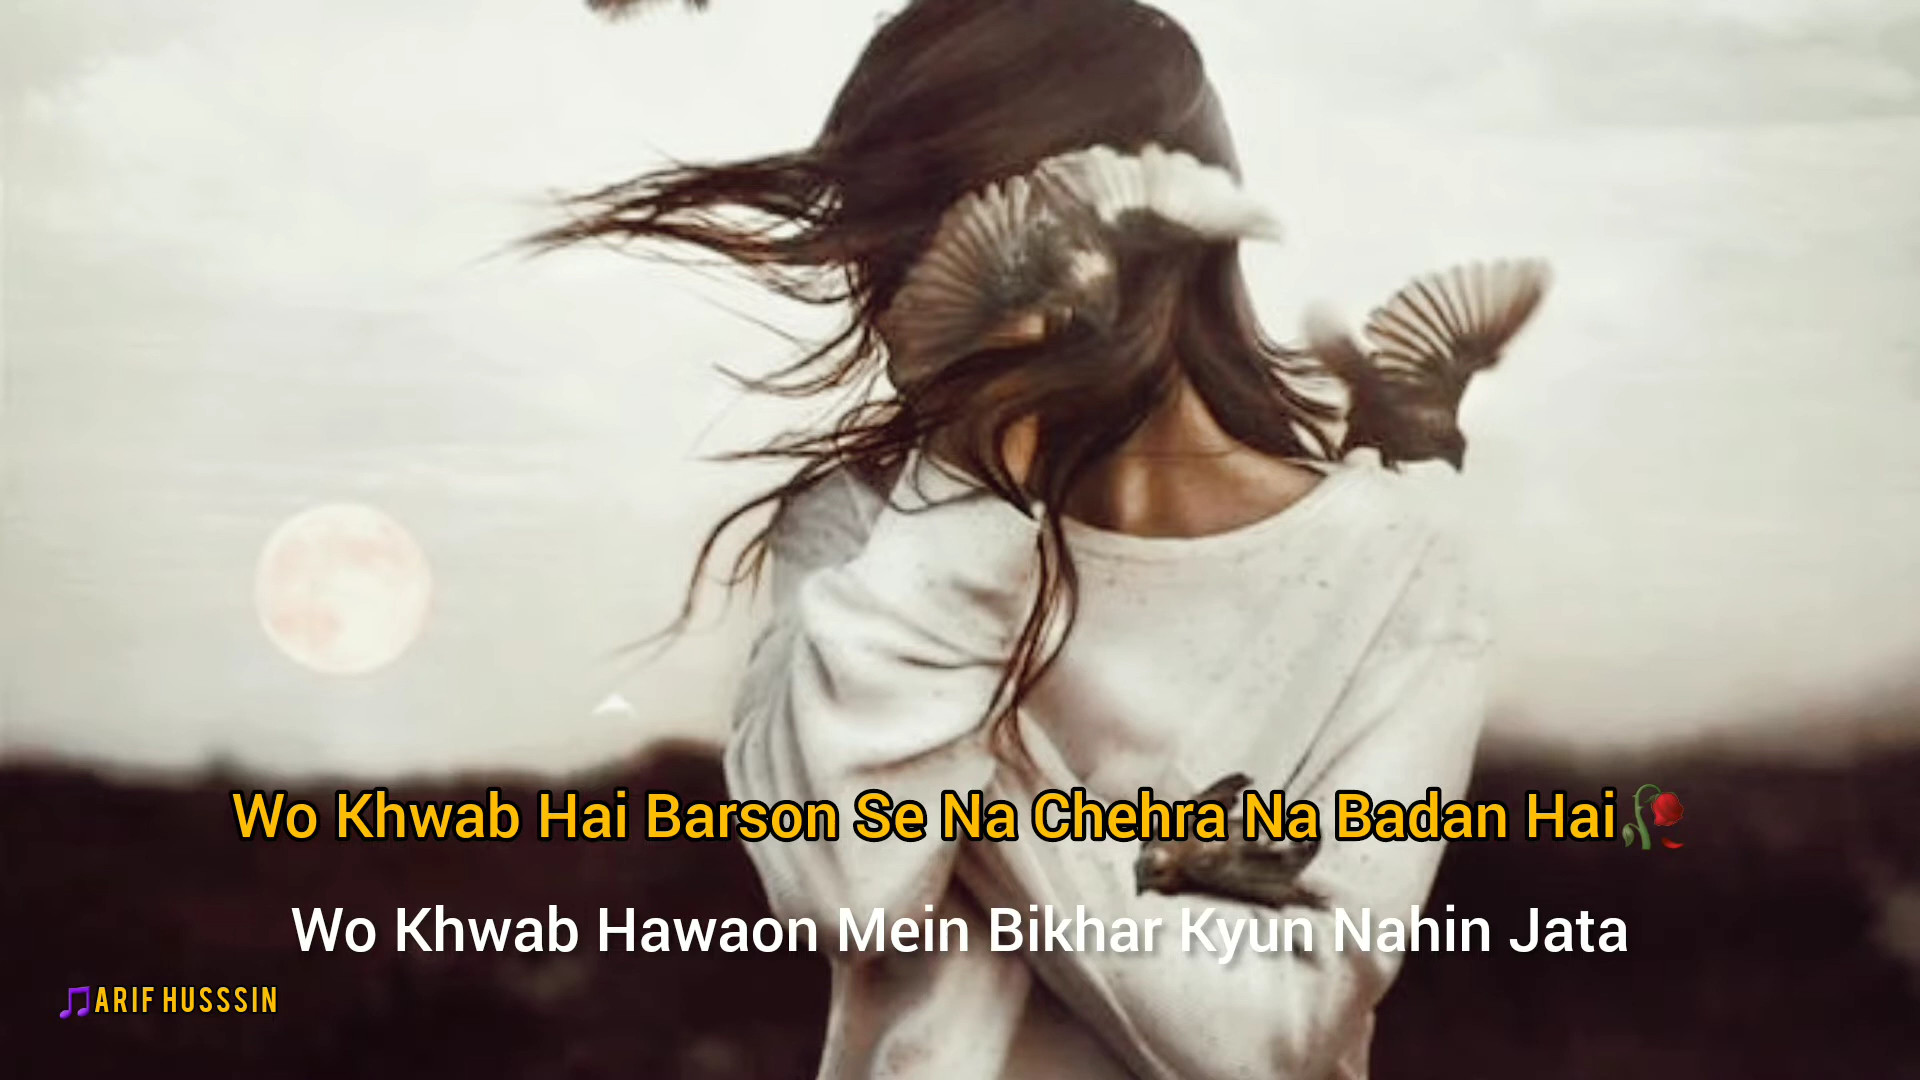 Wo Khwab Hai Barson Se Na Chehra Na Badan Hai🥀
Wo Khwab Hawaon Mein Bikhar Kyun Nahin Jata
🎵ARIF HUSSSIN